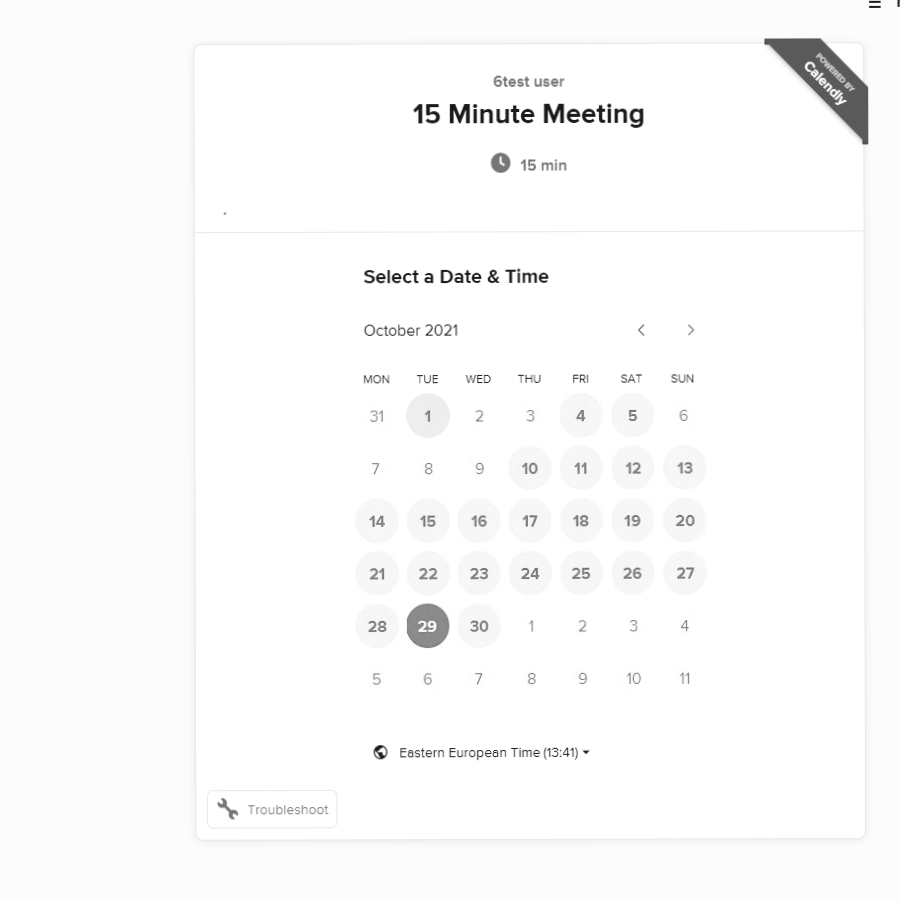 POWERED BY
Calendly
6test user
15 Minute Meeting
15 min
.
Select a Date & Time
October 2021
MON TUE WED THU FRI SAT SUN
31 1 2 3 4 5 6
7 8 9 10 11 12 13
14 15 16 17 18 19 20
21 22 23 24 25 26 27
28 29 30 1 2 3 4
5 6 7 8 9 10 11
Eastern European Time (13:41)
Troubleshoot